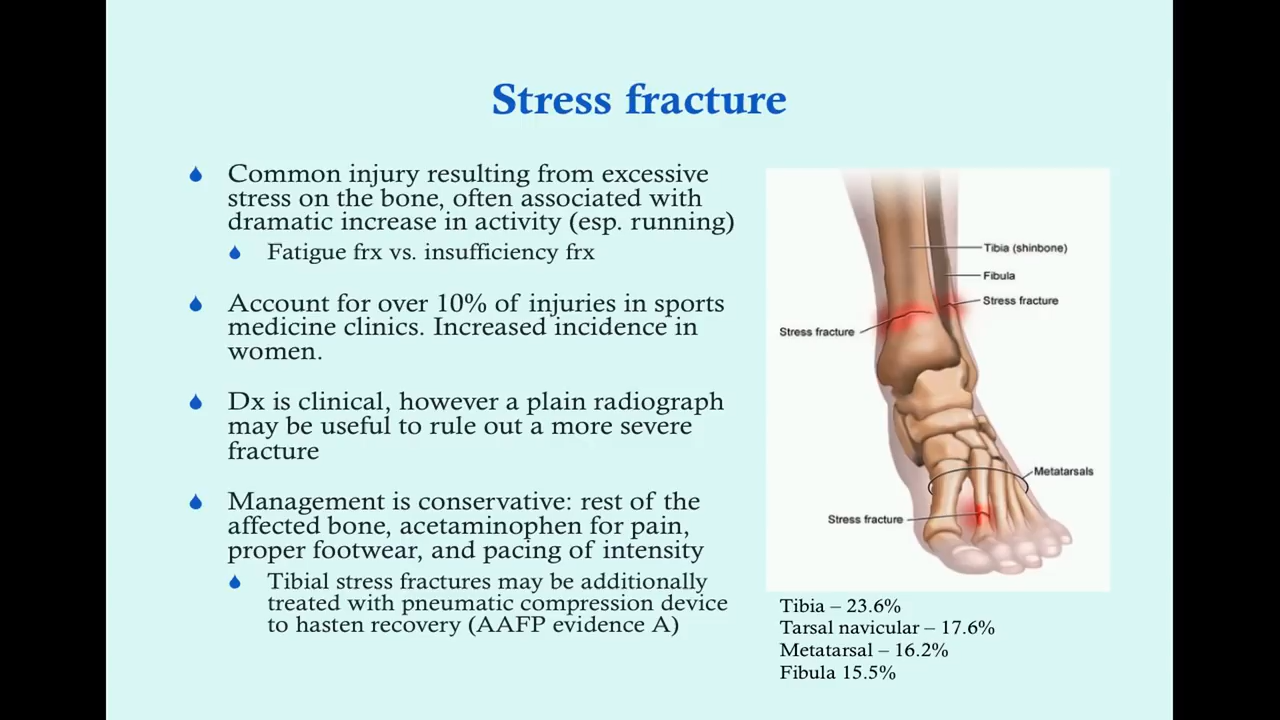 Stress fracture
Common injury resulting from excessive
stress on the bone, often associated with
dramatic increase in activity (esp. running)
Fatigue frx vs. insufficiency frx
Account for over 10% of injuries in sports
medicine clinics. Increased incidence in
women.
Dx is clinical, however a plain radiograph
may be useful to rule out a more severe
fracture
Management is conservative: rest of the
affected bone, acetaminophen for pain,
proper footwear, and pacing of intensity
Tibial stress fractures may be additionally
treated with pneumatic compression device
to hasten recovery (AAFP evidence A)
Tibia (shinbone)
Fibula
Stress fracture
Stress fracture
Metatarsals
Stress fracture
Tibia – 23.6%
Tarsal navicular – 17.6%
Metatarsal – 16.2%
Fibula 15.5%